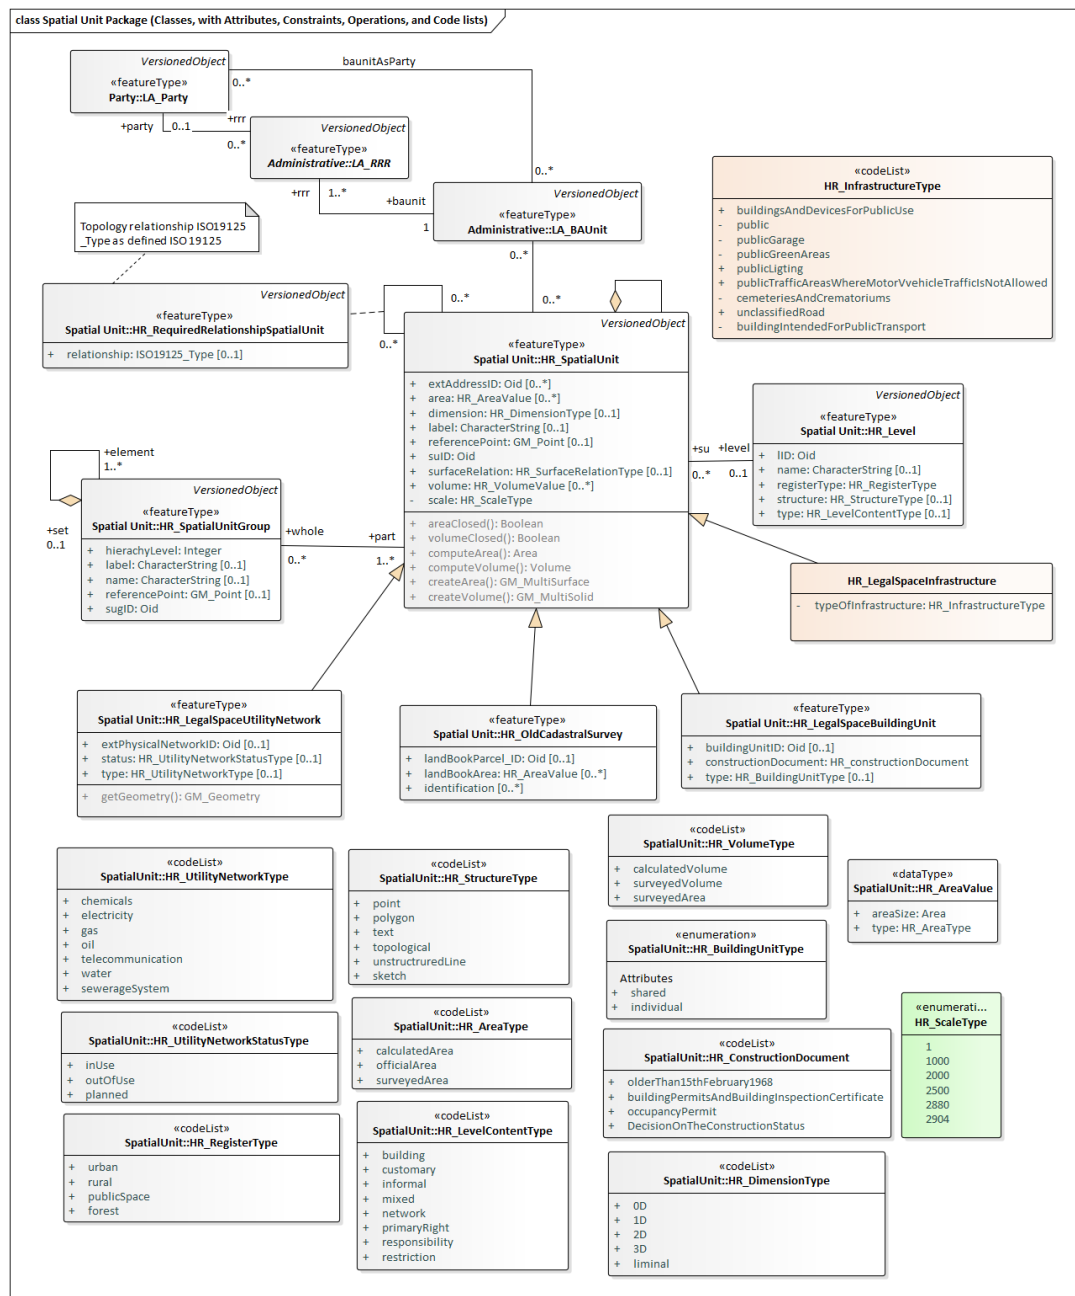 class Spatial Unit Package (Classes, with Attributes, Constraints, Operations, and Code lists)
VersionedObject
«featureType»
Party::LA_Party
baunitAsParty
0..*
+party
0..1
+rrr
0..*
VersionedObject
«featureType»
Administrative::LA_RRR
+rrr
1..*
+baunit
1
0..*
VersionedObject
«featureType»
Administrative::LA_BAUnit
0..*
0..*
«codeList»
HR_InfrastructureType
+ buildingsAndDevicesForPublicUse
- public
- publicGarage
- publicGreenAreas
+ publicLigting
+ publicTrafficAreasWhereMotorVvehicleTrafficIsNotAllowed
- cemeteriesAndCrematoriums
+ unclassifiedRoad
- buildingIntendedForPublicTransport
Topology relationship ISO19125
_Type as defined ISO 19125
VersionedObject
«featureType»
Spatial Unit::HR_RequiredRelationshipSpatialUnit
+ relationship: ISO19125_Type [0..1]
0..*
0..*
VersionedObject
«featureType»
Spatial Unit::HR_SpatialUnit
+ extAddressID: Oid [0..*]
+ area: HR_AreaValue [0..*]
+ dimension: HR_DimensionType [0..1]
+ label: CharacterString [0..1]
+ referencePoint: GM_Point [0..1]
+ suID: Oid
+ surfaceRelation: HR_SurfaceRelationType [0..1]
+ volume: HR_VolumeValue [0..*]
- scale: HR_ScaleType
+ areaClosed(): Boolean
+ volumeClosed(): Boolean
+ computeArea(): Area
+ computeVolume(): Volume
+ createArea(): GM_MultiSurface
+ createVolume(): GM_MultiSolid
+su
0..*
+level
0..1
VersionedObject
«featureType»
Spatial Unit::HR_Level
+ lID: Oid
+ name: CharacterString [0..1]
+ registerType: HR_RegisterType
+ structure: HR_StructureType [0..1]
+ type: HR_LevelContentType [0..1]
+element
1..*
+set
0..1
VersionedObject
«featureType»
Spatial Unit::HR_SpatialUnitGroup
+ hierachyLevel: Integer
+ label: CharacterString [0..1]
+ name: CharacterString [0..1]
+ referencePoint: GM_Point [0..1]
+ sugID: Oid
+whole
0..*
+part
1..*
HR_LegalSpaceInfrastructure
- typeOfInfrastructure: HR_InfrastructureType
«featureType»
Spatial Unit::HR_LegalSpaceUtilityNetwork
+ extPhysicalNetworkID: Oid [0..1]
+ status: HR_UtilityNetworkStatusType [0..1]
+ type: HR_UtilityNetworkType [0..1]
+ getGeometry(): GM_Geometry
«featureType»
Spatial Unit::HR_OldCadastralSurvey
+ landBookParcel_ID: Oid [0..1]
+ landBookArea: HR_AreaValue [0..*]
+ identification [0..*]
«featureType»
Spatial Unit::HR_LegalSpaceBuildingUnit
+ buildingUnitID: Oid [0..1]
+ constructionDocument: HR_constructionDocument
+ type: HR_BuildingUnitType [0..1]
«codeList»
SpatialUnit::HR_UtilityNetworkType
+ chemicals
+ electricity
+ gas
+ oil
+ telecommunication
+ water
+ sewerageSystem
«codeList»
SpatialUnit::HR_StructureType
+ point
+ polygon
+ text
+ topological
+ unstructruredLine
+ sketch
«codeList»
SpatialUnit::HR_VolumeType
+ calculatedVolume
+ surveyedVolume
+ surveyedArea
«dataType»
SpatialUnit::HR_AreaValue
+ areaSize: Area
+ type: HR_AreaType
«enumeration»
SpatialUnit::HR_BuildingUnitType
Attributes
+ shared
+ individual
«enumerati...
HR_ScaleType
1
1000
2000
2500
2880
2904
«codeList»
SpatialUnit::HR_UtilityNetworkStatusType
+ inUse
+ outOfUse
+ planned
«codeList»
SpatialUnit::HR_AreaType
+ calculatedArea
+ officialArea
+ surveyedArea
«codeList»
SpatialUnit::HR_ConstructionDocument
+ olderThan15thFebruary1968
+ buildingPermitsAndBuildingInspectionCertificate
+ occupancyPermit
+ DecisionOnTheConstructionStatus
«codeList»
SpatialUnit::HR_RegisterType
+ urban
+ rural
+ publicSpace
+ forest
«codeList»
SpatialUnit::HR_LevelContentType
+ building
+ customary
+ informal
+ mixed
+ network
+ primaryRight
+ responsibility
+ restriction
«codeList»
SpatialUnit::HR_DimensionType
+ 0D
+ 1D
+ 2D
+ 3D
+ liminal